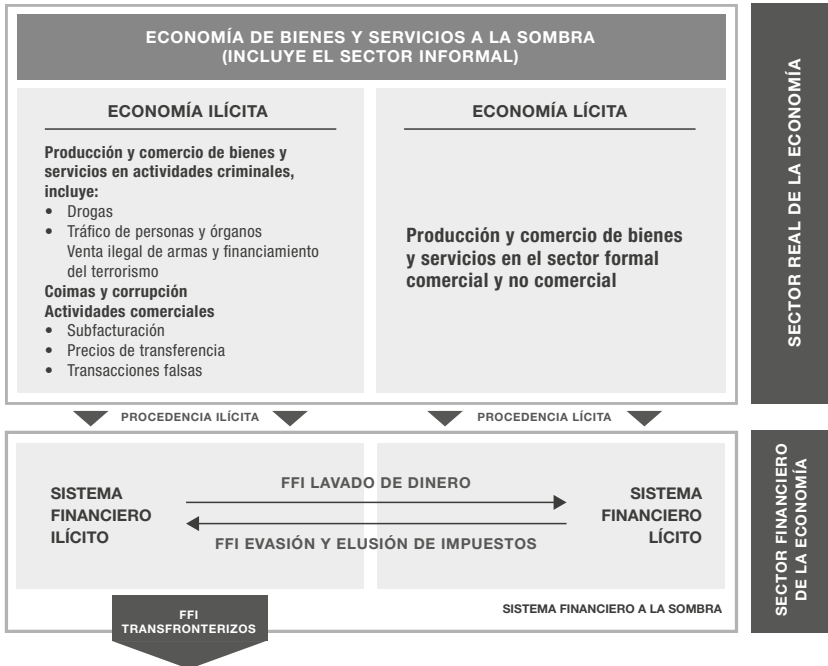 ECONOMÍA DE BIENES Y SERVICIOS A LA SOMBRA
(INCLUYE EL SECTOR INFORMAL)
ECONOMÍA ILÍCITA
Producción y comercio de bienes y
servicios en actividades criminales,
incluye:
• Drogas
• Tráfico de personas y órganos
Venta ilegal de armas y financiamiento
del terrorismo
Coimas y corrupción
Actividades comerciales
• Subfacturación
• Precios de transferencia
• Transacciones falsas
ECONOMÍA LÍCITA
Producción y comercio de bienes
y servicios en el sector formal
comercial y no comercial
SECTOR REAL DE LA ECONOMÍA
PROCEDENCIA ILÍCITA
PROCEDENCIA LÍCITA
SISTEMA
FINANCIERO
ILÍCITO
FFI LAVADO DE DINERO
FFI EVASIÓN Y ELUSIÓN DE IMPUESTOS
SISTEMA
FINANCIERO
LÍCITO
SISTEMA FINANCIERO A LA SOMBRA
FFI
TRANSFRONTERIZOS
SECTOR FINANCIERO
DE LA ECONOMÍA